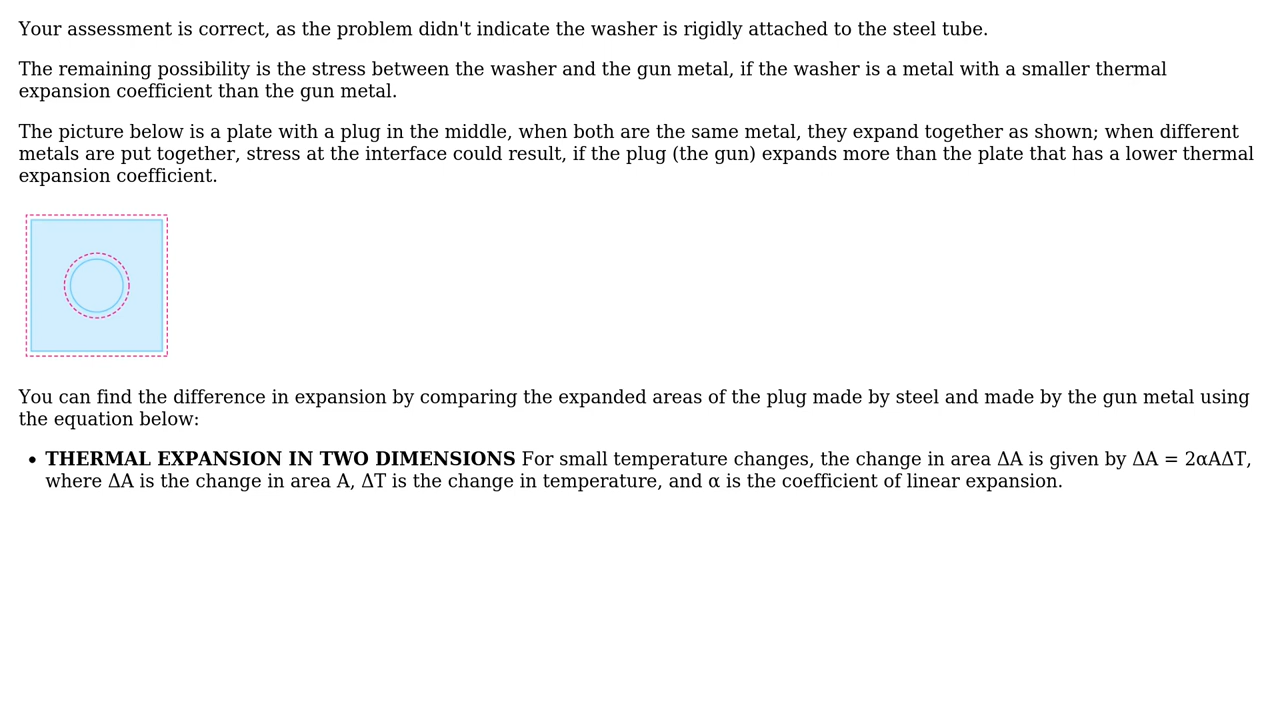 Your assessment is correct, as the problem didn't indicate the washer is rigidly attached to the steel tube.
The remaining possibility is the stress between the washer and the gun metal, if the washer is a metal with a smaller thermal
expansion coefficient than the gun metal.
The picture below is a plate with a plug in the middle, when both are the same metal, they expand together as shown; when different
metals are put together, stress at the interface could result, if the plug (the gun) expands more than the plate that has a lower thermal
expansion coefficient.
You can find the difference in expansion by comparing the expanded areas of the plug made by steel and made by the gun metal using
the equation below:
• THERMAL EXPANSION IN TWO DIMENSIONS For small temperature changes, the change in area ΔA is given by ΔA = 2αAΔT,
where ΔA is the change in area A, ΔT is the change in temperature, and α is the coefficient of linear expansion.